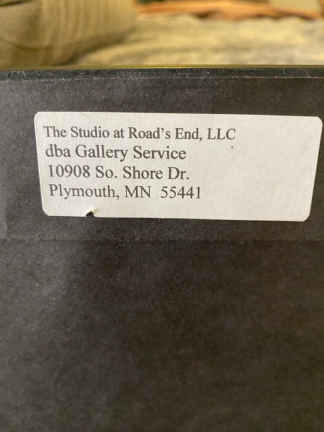 The Studio at Road's End, LLC
dba Gallery Service
10908 So. Shore Dr.
Plymouth, MN 55441